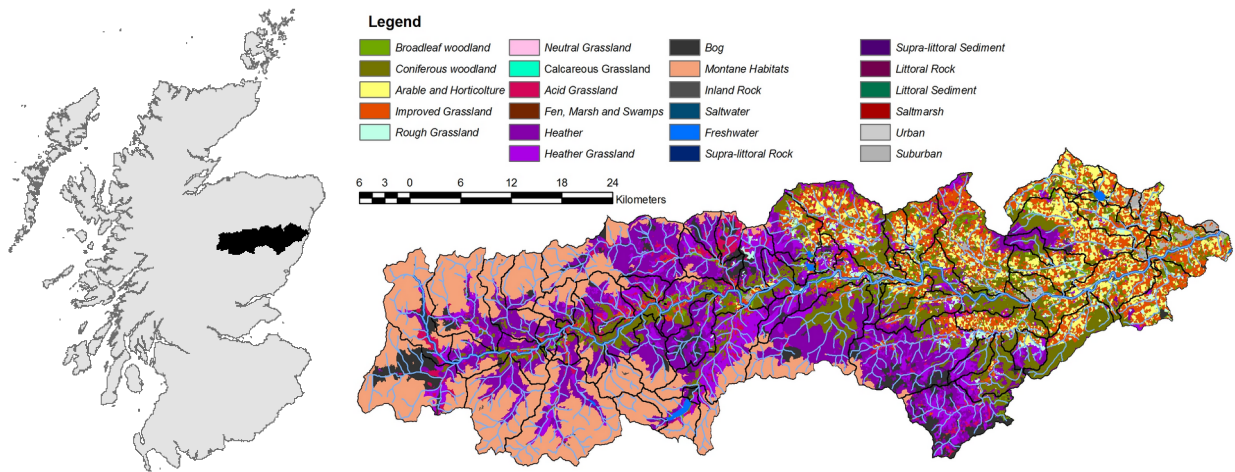 Legend
Broadleaf woodland
Coniferous woodland
Arable and Horticolture
Improved Grassland
Rough Grassland
Neutral Grassland
Calcareous Grassland
Acid Grassland
Fen, Marsh and Swamps
Heather
Heather Grassland
Bog
Montane Habitats
Inland Rock
Saltwater
Freshwater
Supra-littoral Rock
Supra-littoral Sediment
Littoral Rock
Littoral Sediment
Saltmarsh
Urban
Suburban
6 3 0 6 12 18 24
Kilometers